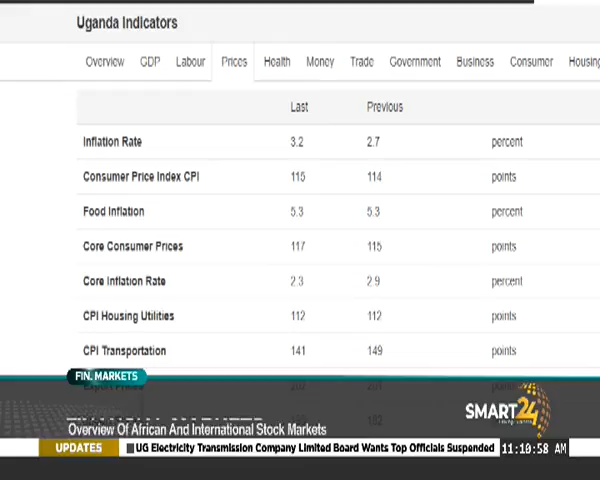 Uganda Indicators
Overview GDP Labour Prices Health Money Trade Government Business Consumer Housing
Last Previous
Inflation Rate 3.2 2.7 percent
Consumer Price Index CPI 115 114 points
Food Inflation 5.3 5.3 percent
Core Consumer Prices 117 115 points
Core Inflation Rate 2.3 2.9 percent
CPI Housing Utilities 112 112 points
CPI Transportation 141 149 points
FIN. MARKETS
Export Prices
SMART24
Overview Of African And International Stock Markets
UPDATES UG Electricity Transmission Company Limited Board Wants Top Officials Suspended 11:10:58 AM